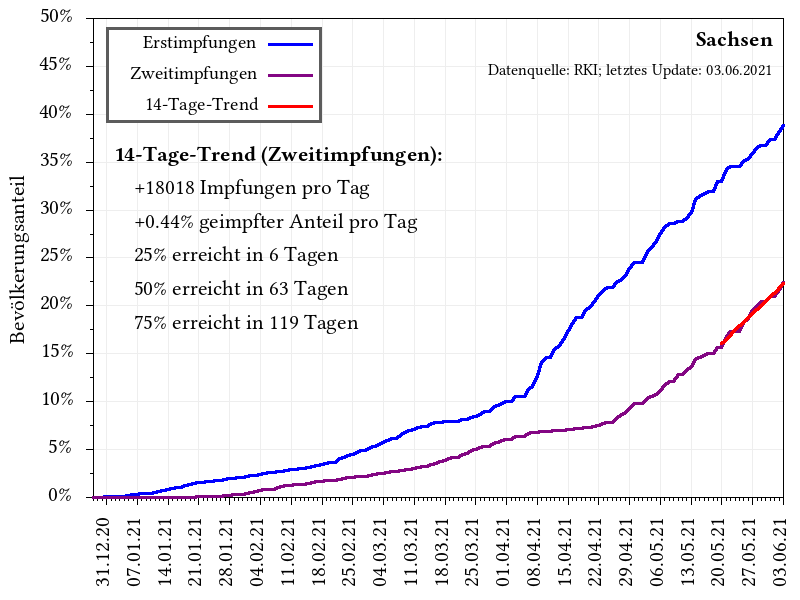 Sachsen
Datenquelle: RKI; letztes Update: 03.06.2021
Erstimpfungen
Zweitimpfungen
14-Tage-Trend
14-Tage-Trend (Zweitimpfungen):
+18018 Impfungen pro Tag
+0.44% geimpfter Anteil pro Tag
25% erreicht in 6 Tagen
50% erreicht in 63 Tagen
75% erreicht in 119 Tagen
Bevölkerungsanteil
50%
45%
40%
35%
30%
25%
20%
15%
10%
5%
0%
31.12.20
07.01.21
14.01.21
21.01.21
28.01.21
04.02.21
11.02.21
18.02.21
25.02.21
04.03.21
11.03.21
18.03.21
25.03.21
01.04.21
08.04.21
15.04.21
22.04.21
29.04.21
06.05.21
13.05.21
20.05.21
27.05.21
03.06.21